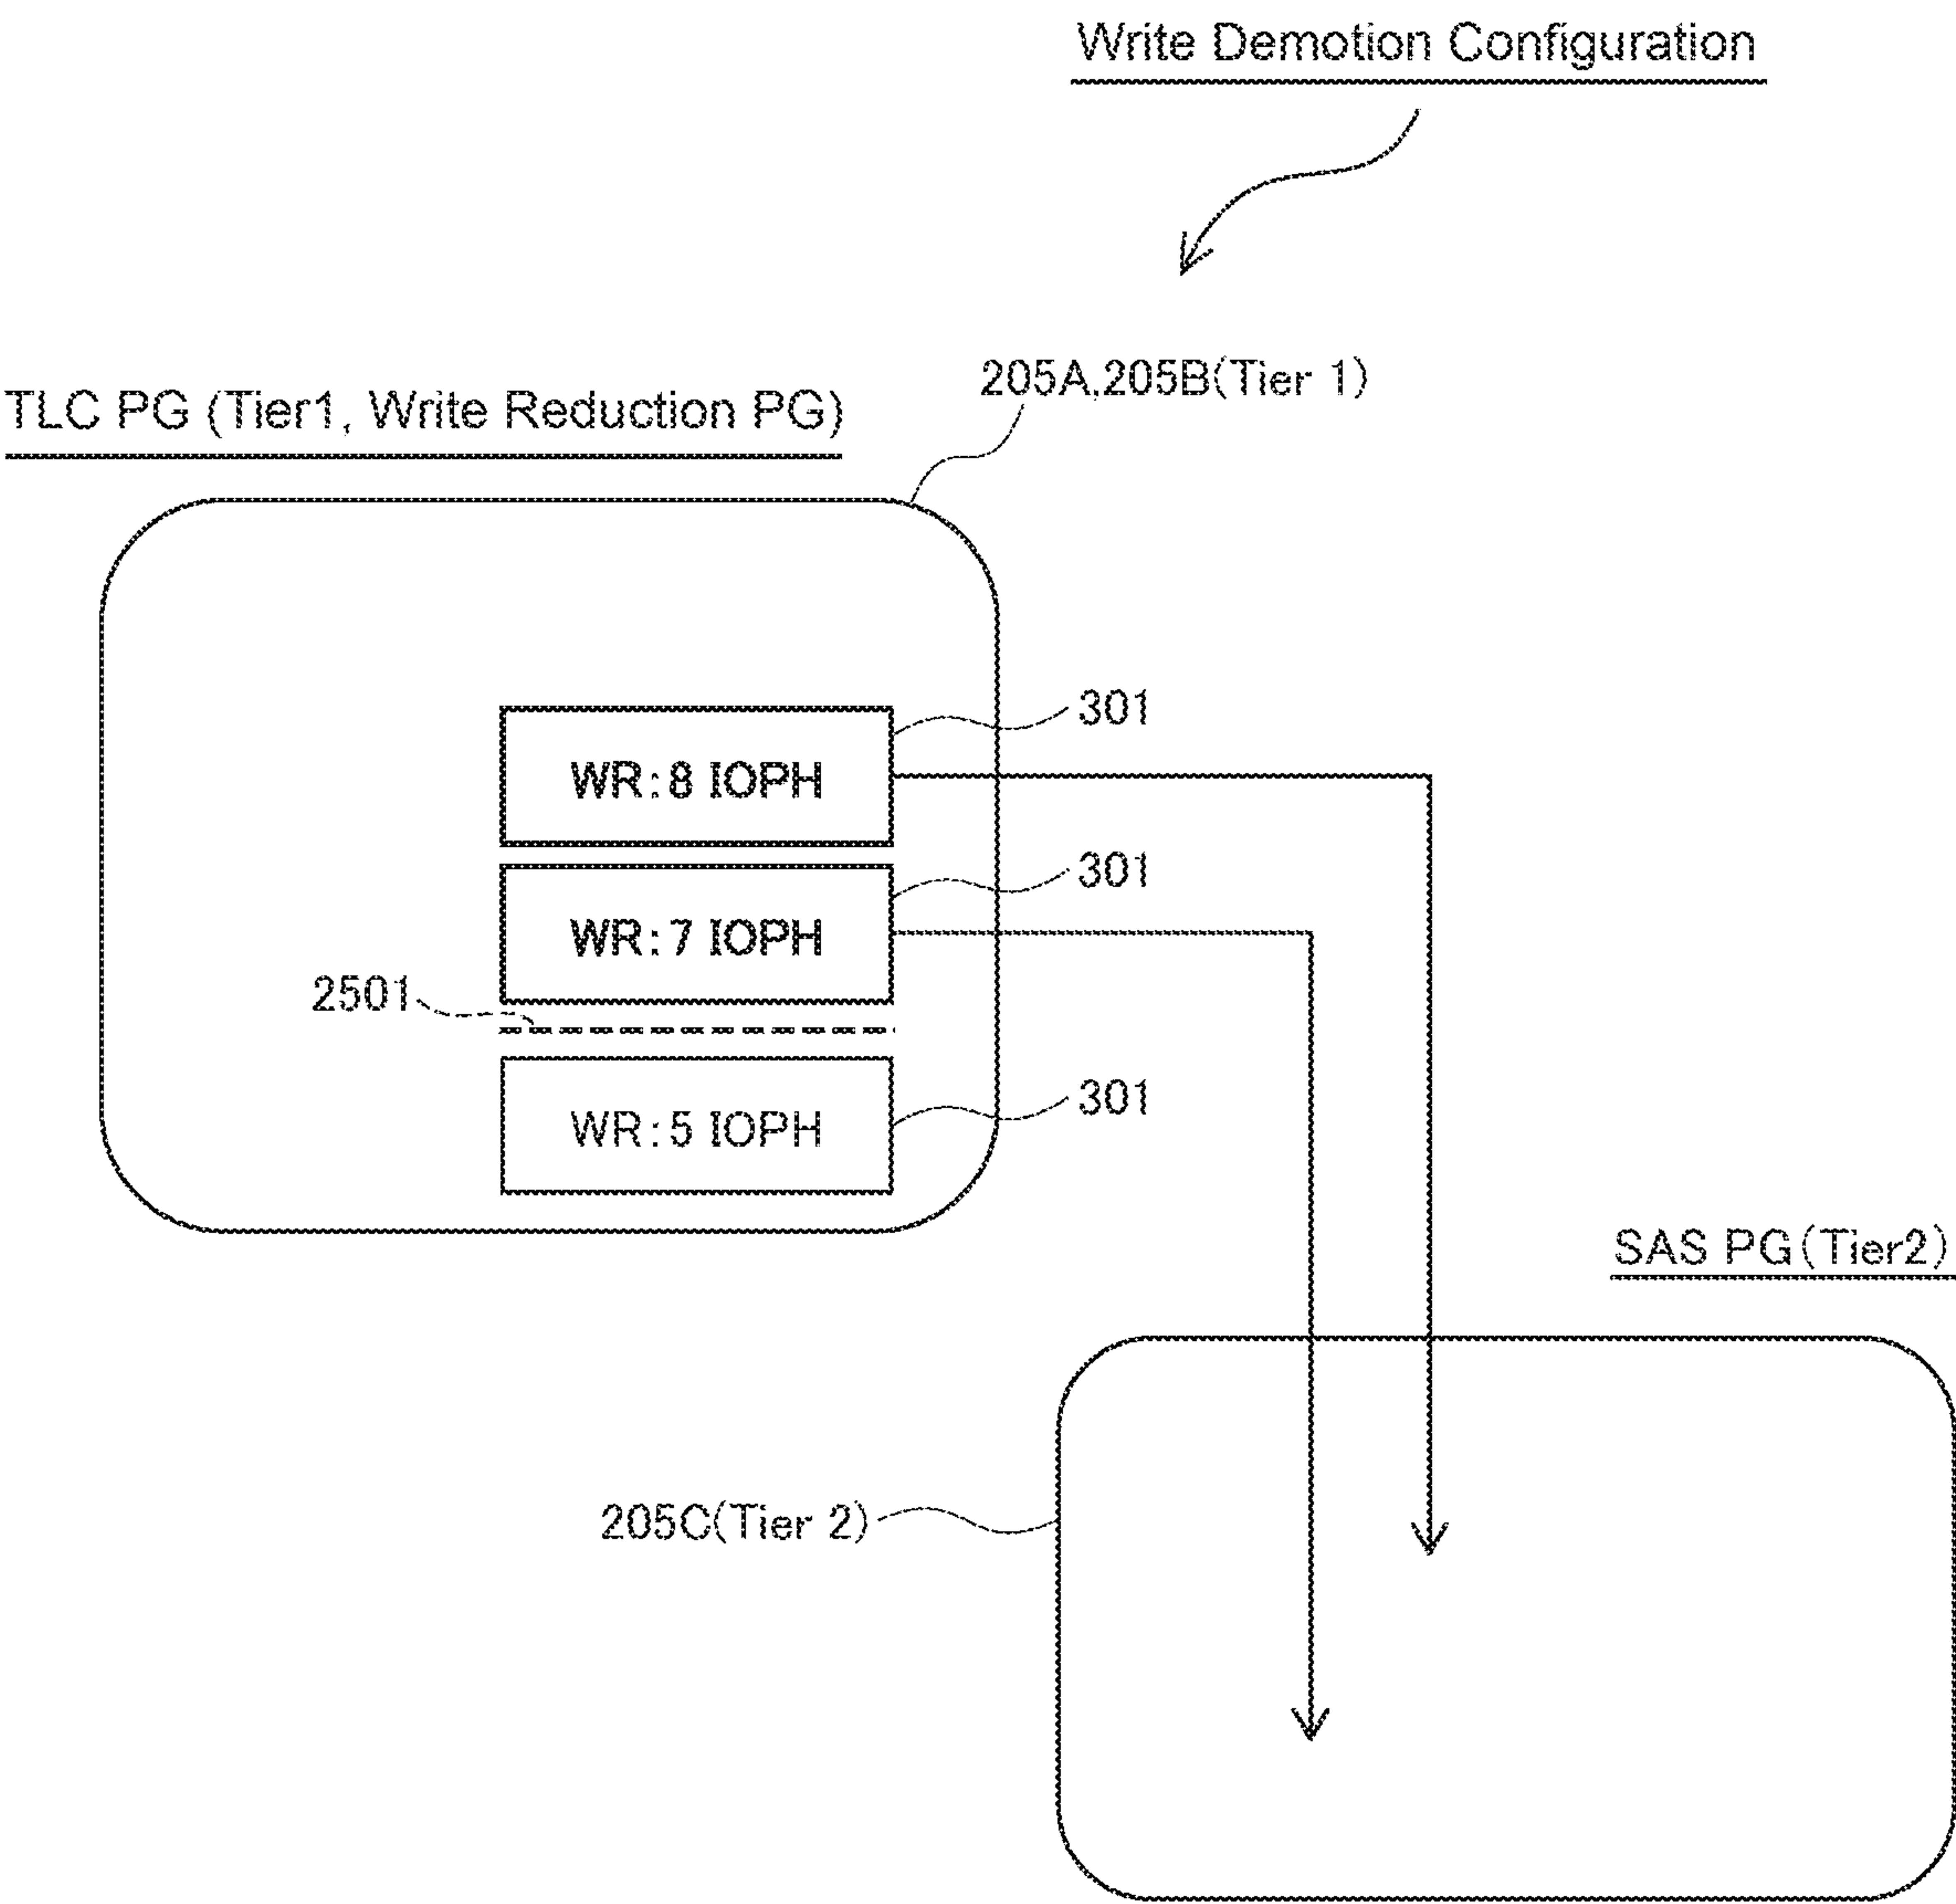 Write Demotion Configuration
205A,205B(Tier 1)
TLC PG (Tier1, Write Reduction PG)
301
WR:8 IOPH
301
WR:7 IOPH
2501
301
WR:5 IOPH
SAS PG(Tier2)
205C(Tier 2)